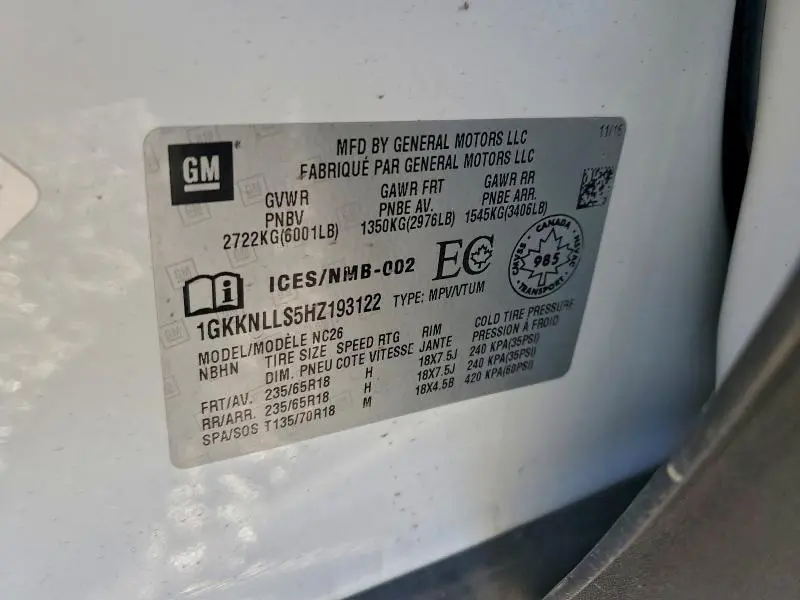 11/16
GM
MFD BY GENERAL MOTORS LLC
FABRIQUÉ PAR GENERAL MOTORS LLC
GVWR GAWR FRT GAWR RR
PNBV PNBE AV. PNBE ARR.
2722KG(6001LB) 1350KG(2976LB) 1545KG(3406LB)
ICES/NMB-002 EC
CANADA
CMVSS 985 NSVAC
TRANSPORT
1GKKNLLS5HZ193122 TYPE: MPV/VTUM
MODEL/MODÈLE NC26
NBHN TIRE SIZE SPEED RTG RIM COLD TIRE PRESSURE
DIM. PNEU COTE VITESSE JANTE PRESSION À FROID
FRT/AV. 235/65R18 H 18X7.5J 240 KPA(35PSI)
RR/ARR. 235/65R18 H 18X7.5J 240 KPA(35PSI)
SPA/SOS T135/70R18 M 18X4.5B 420 KPA(60PSI)